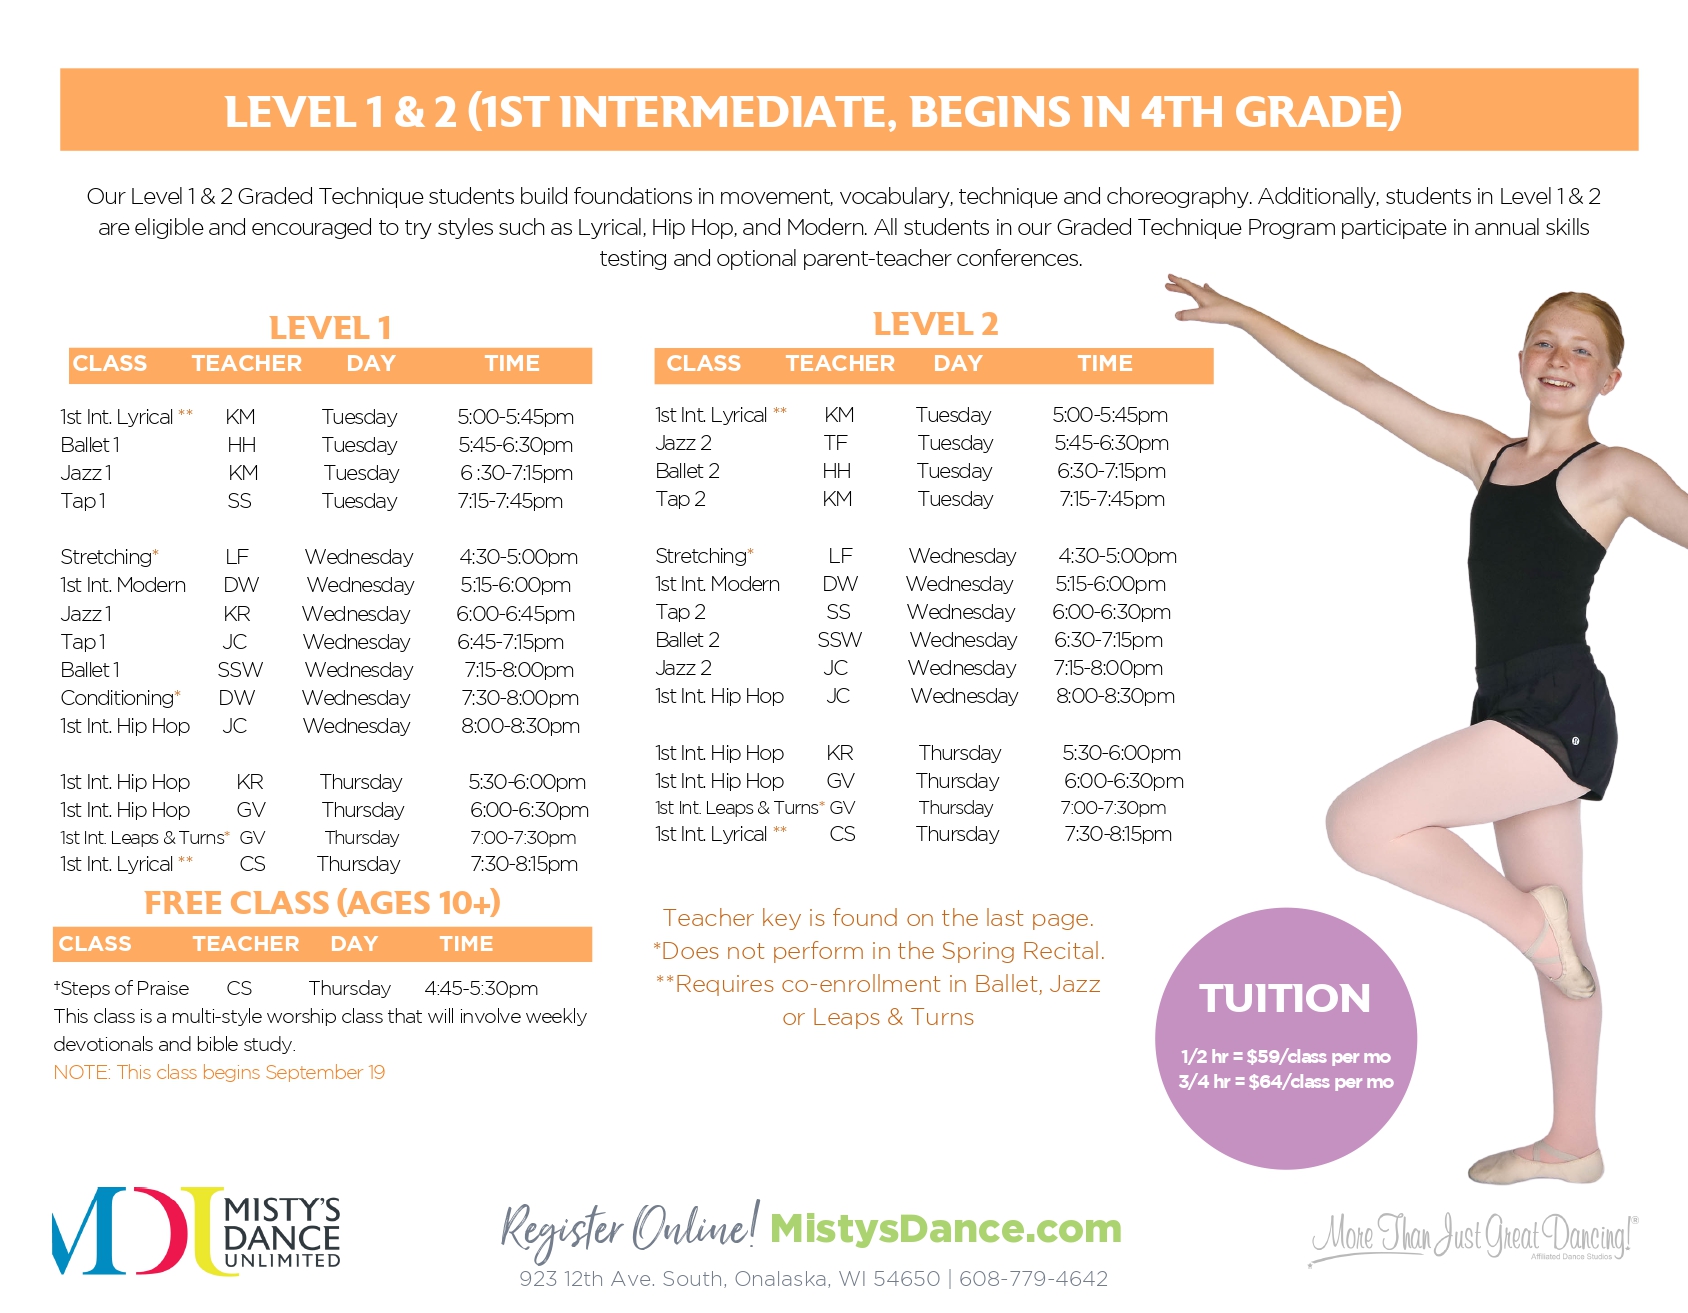 LEVEL 1 & 2 (1ST INTERMEDIATE, BEGINS IN 4TH GRADE)
Our Level 1 & 2 Graded Technique students build foundations in movement, vocabulary, technique and choreography. Additionally, students in Level 1 & 2
are eligible and encouraged to try styles such as Lyrical, Hip Hop, and Modern. All students in our Graded Technique Program participate in annual skills
testing and optional parent-teacher conferences.
LEVEL 1
CLASS TEACHER DAY TIME
1st Int. Lyrical ** KM Tuesday 5:00-5:45pm
Ballet 1 HH Tuesday 5:45-6:30pm
Jazz 1 KM Tuesday 6 :30-7:15pm
Tap 1 SS Tuesday 7:15-7:45pm
Stretching* LF Wednesday 4:30-5:00pm
1st Int. Modern DW Wednesday 5:15-6:00pm
Jazz 1 KR Wednesday 6:00-6:45pm
Tap 1 JC Wednesday 6:45-7:15pm
Ballet 1 SSW Wednesday 7:15-8:00pm
Conditioning* DW Wednesday 7:30-8:00pm
1st Int. Hip Hop JC Wednesday 8:00-8:30pm
1st Int. Hip Hop KR Thursday 5:30-6:00pm
1st Int. Hip Hop GV Thursday 6:00-6:30pm
1st Int. Leaps & Turns* GV Thursday 7:00-7:30pm
1st Int. Lyrical ** CS Thursday 7:30-8:15pm
LEVEL 2
CLASS TEACHER DAY TIME
1st Int. Lyrical ** KM Tuesday 5:00-5:45pm
Jazz 2 TF Tuesday 5:45-6:30pm
Ballet 2 HH Tuesday 6:30-7:15pm
Tap 2 KM Tuesday 7:15-7:45pm
Stretching* LF Wednesday 4:30-5:00pm
1st Int. Modern DW Wednesday 5:15-6:00pm
Tap 2 SS Wednesday 6:00-6:30pm
Ballet 2 SSW Wednesday 6:30-7:15pm
Jazz 2 JC Wednesday 7:15-8:00pm
1st Int. Hip Hop JC Wednesday 8:00-8:30pm
1st Int. Hip Hop KR Thursday 5:30-6:00pm
1st Int. Hip Hop GV Thursday 6:00-6:30pm
1st Int. Leaps & Turns* GV Thursday 7:00-7:30pm
1st Int. Lyrical ** CS Thursday 7:30-8:15pm
FREE CLASS (AGES 10+)
CLASS TEACHER DAY TIME
†Steps of Praise CS Thursday 4:45-5:30pm
This class is a multi-style worship class that will involve weekly
devotionals and bible study.
NOTE: This class begins September 19
Teacher key is found on the last page.
*Does not perform in the Spring Recital.
**Requires co-enrollment in Ballet, Jazz
or Leaps & Turns
TUITION
1/2 hr = $59/class per mo
3/4 hr = $64/class per mo
MDU MISTY'S
DANCE
UNLIMITED
Register Online! MistysDance.com
923 12th Ave. South, Onalaska, WI 54650 | 608-779-4642
More Than Just Great Dancing!®
Affiliated Dance Studios